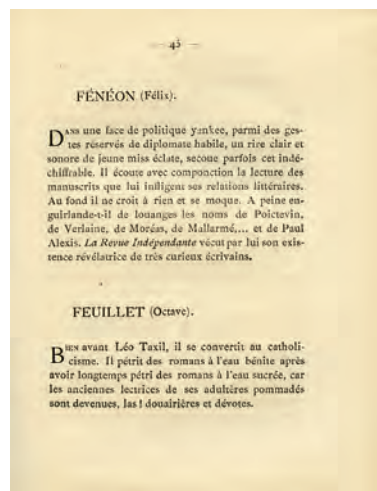 — 45 —
FÉNÉON (Félix).
DANS une face de politique yankee, parmi des ges-
tes réservés de diplomate habile, un rire clair et
sonore de jeune miss éclate, secoue parfois cet indé-
chiffrable. Il écoute avec componction la lecture des
manuscrits que lui infligent ses relations littéraires.
Au fond il ne croit à rien et se moque. A peine en-
guirlande-t-il de louanges les noms de Poictevin,
de Verlaine, de Moréas, de Mallarmé,... et de Paul
Alexis. La Revue Indépendante vécut par lui son exis-
tence révélatrice de très curieux écrivains.
FEUILLET (Octave).
BIEN avant Léo Taxil, il se convertit au catholi-
cisme. Il pétrit des romans à l'eau bénite après
avoir longtemps pétri des romans à l'eau sucrée, car
les anciennes lectrices de ses adultères pommadés
sont devenues, las ! douairières et dévotes.